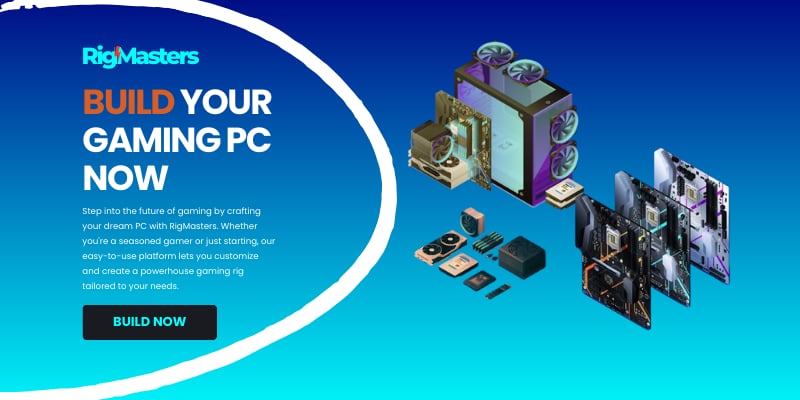 RigMasters
BUILD YOUR
GAMING PC
NOW
Step into the future of gaming by crafting
your dream PC with RigMasters. Whether
you're a seasoned gamer or just starting, our
easy-to-use platform lets you customize
and create a powerhouse gaming rig
tailored to your needs.
BUILD NOW